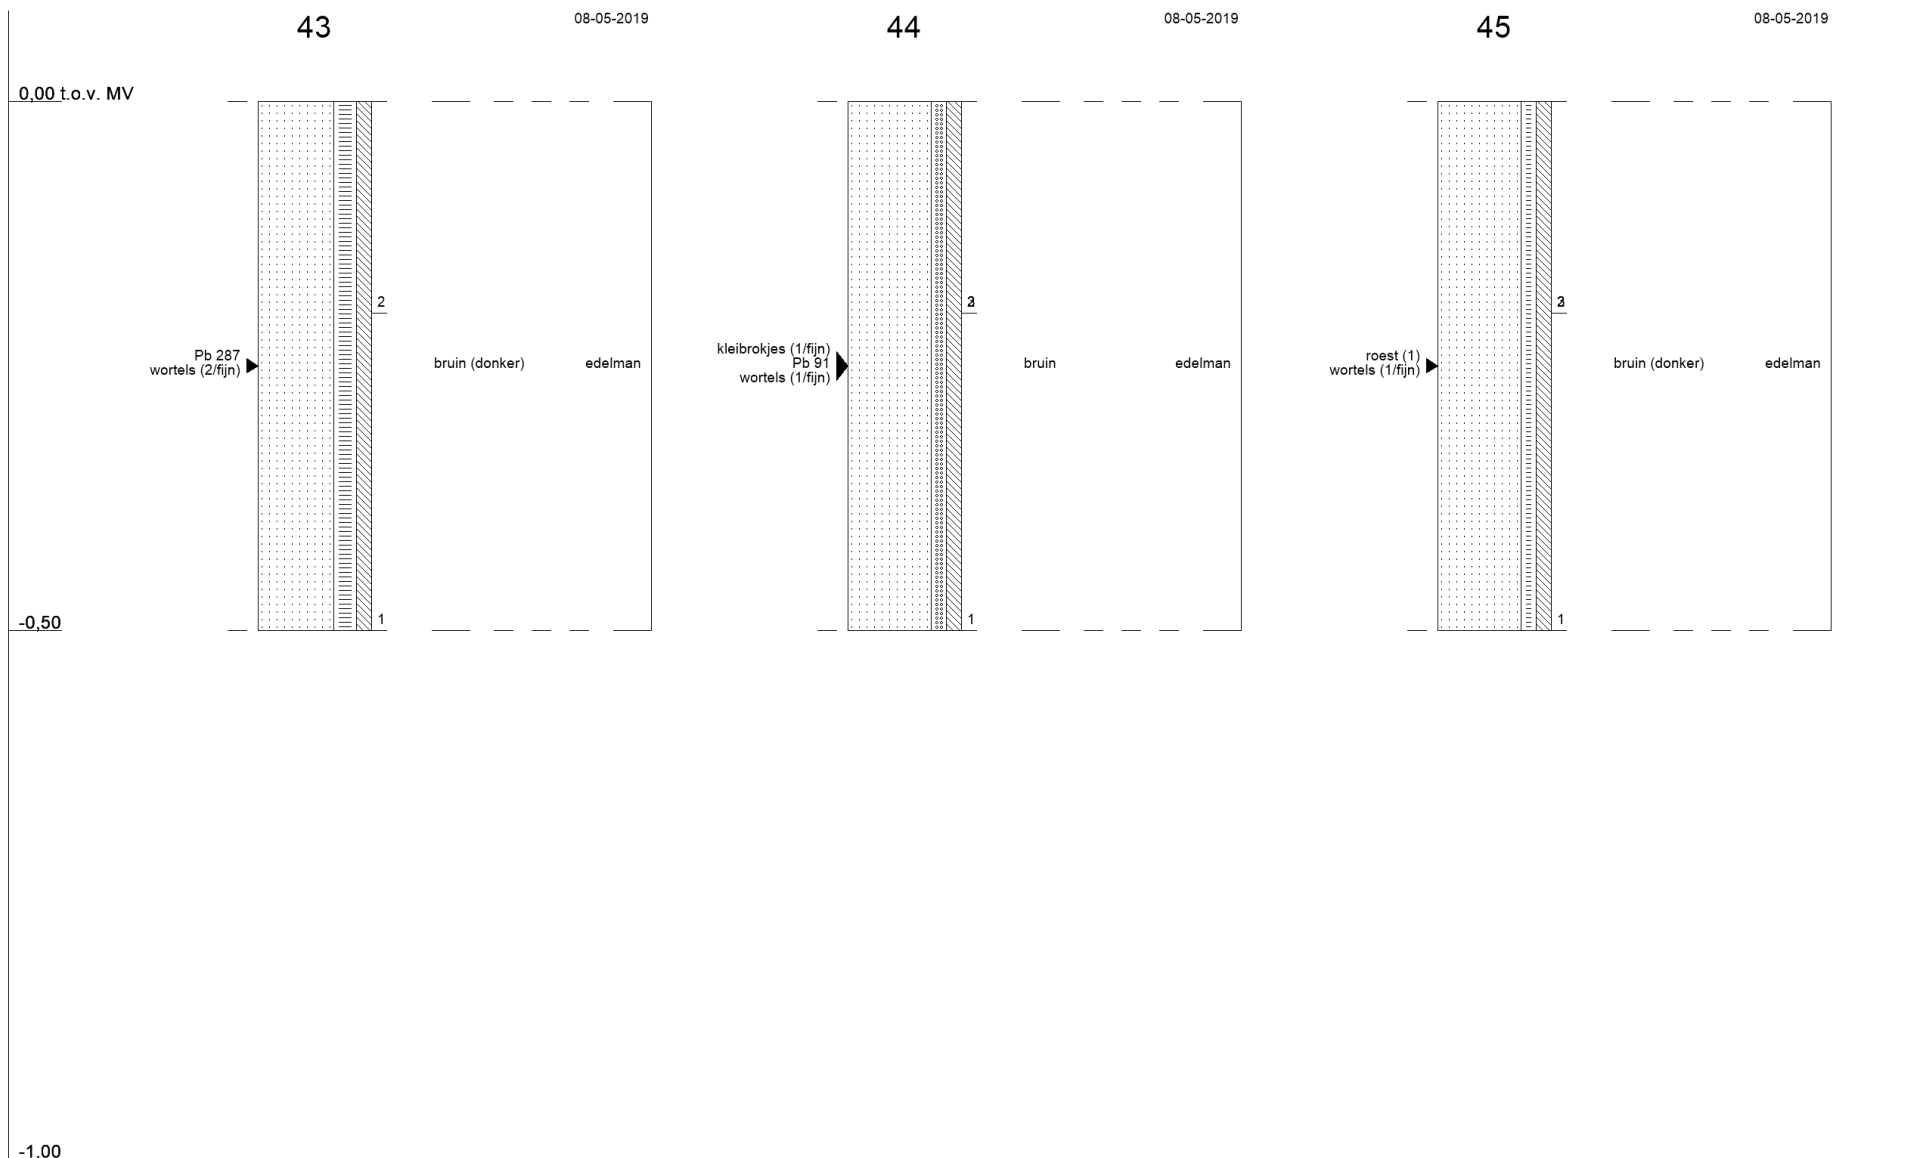 43
08-05-2019
44
08-05-2019
45
08-05-2019
0,00 t.o.v. MV
2
Pb 287
wortels (2/fijn)
bruin (donker)
edelman
1
kleibrokjes (1/fijn)
Pb 91
wortels (1/fijn)
bruin
edelman
1
roest (1)
wortels (1/fijn)
bruin (donker)
edelman
1
-0,50
-1,00